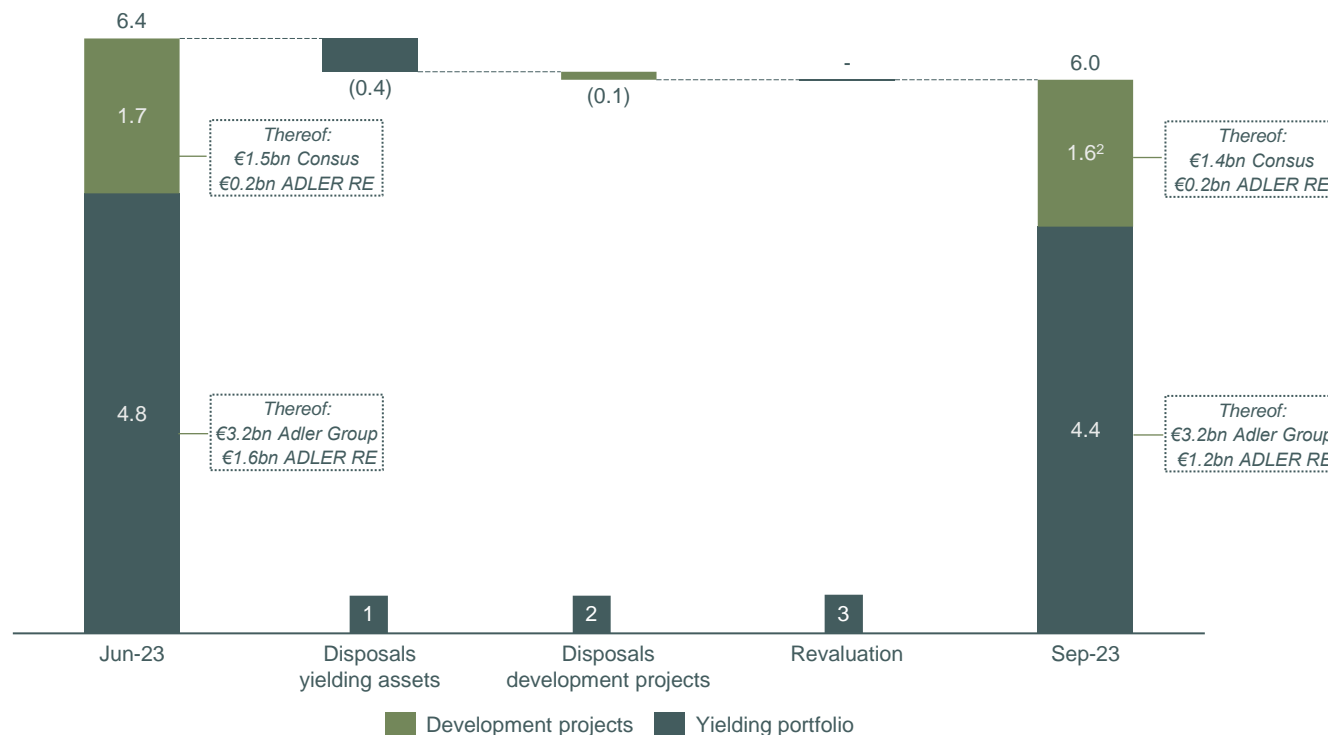 6.4
-
6.0
(0.4)
(0.1)
1.7
Thereof:
€1.5bn Consus
€0.2bn ADLER RE
1.6²
Thereof:
€1.4bn Consus
€0.2bn ADLER RE
4.8
Thereof:
€3.2bn Adler Group
€1.6bn ADLER RE
4.4
Thereof:
€3.2bn Adler Group
€1.2bn ADLER RE
1
2
3
Jun-23
Disposals
yielding assets
Disposals
development projects
Revaluation
Sep-23
Development projects
Yielding portfolio